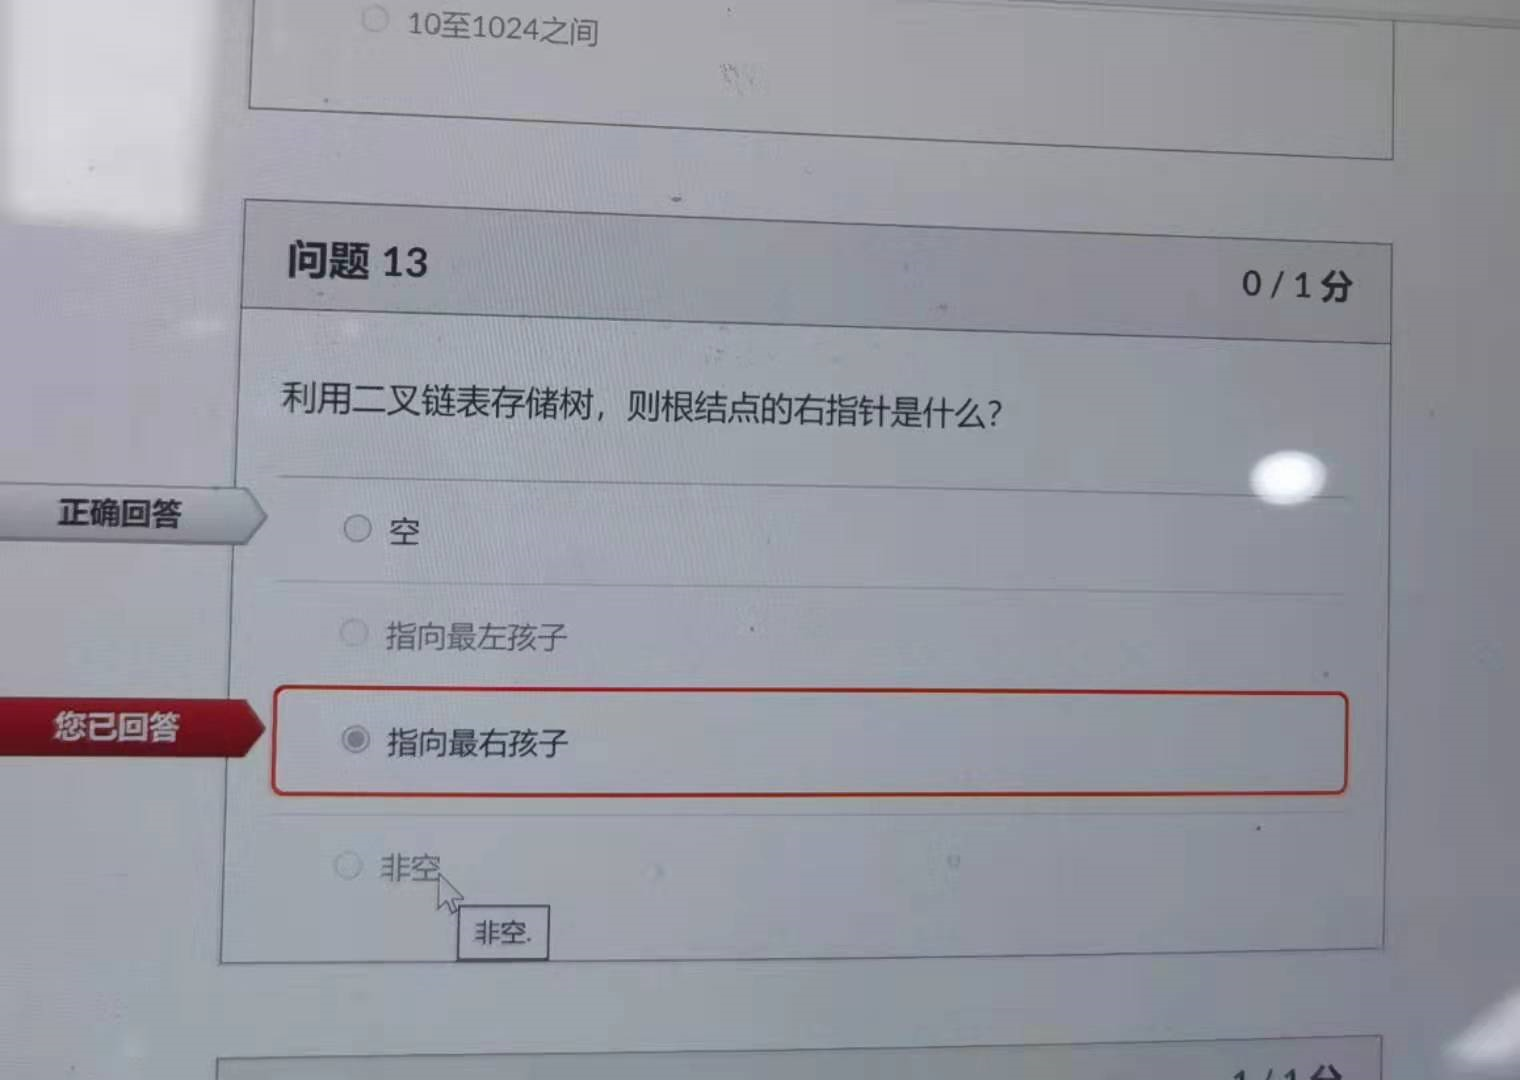 10至1024之间
问题 13
0 / 1 分
利用二叉链表存储树，则根结点的右指针是什么？
正确回答
空
指向最左孩子
您已回答
指向最右孩子
非空
非空.
1 / 1 分